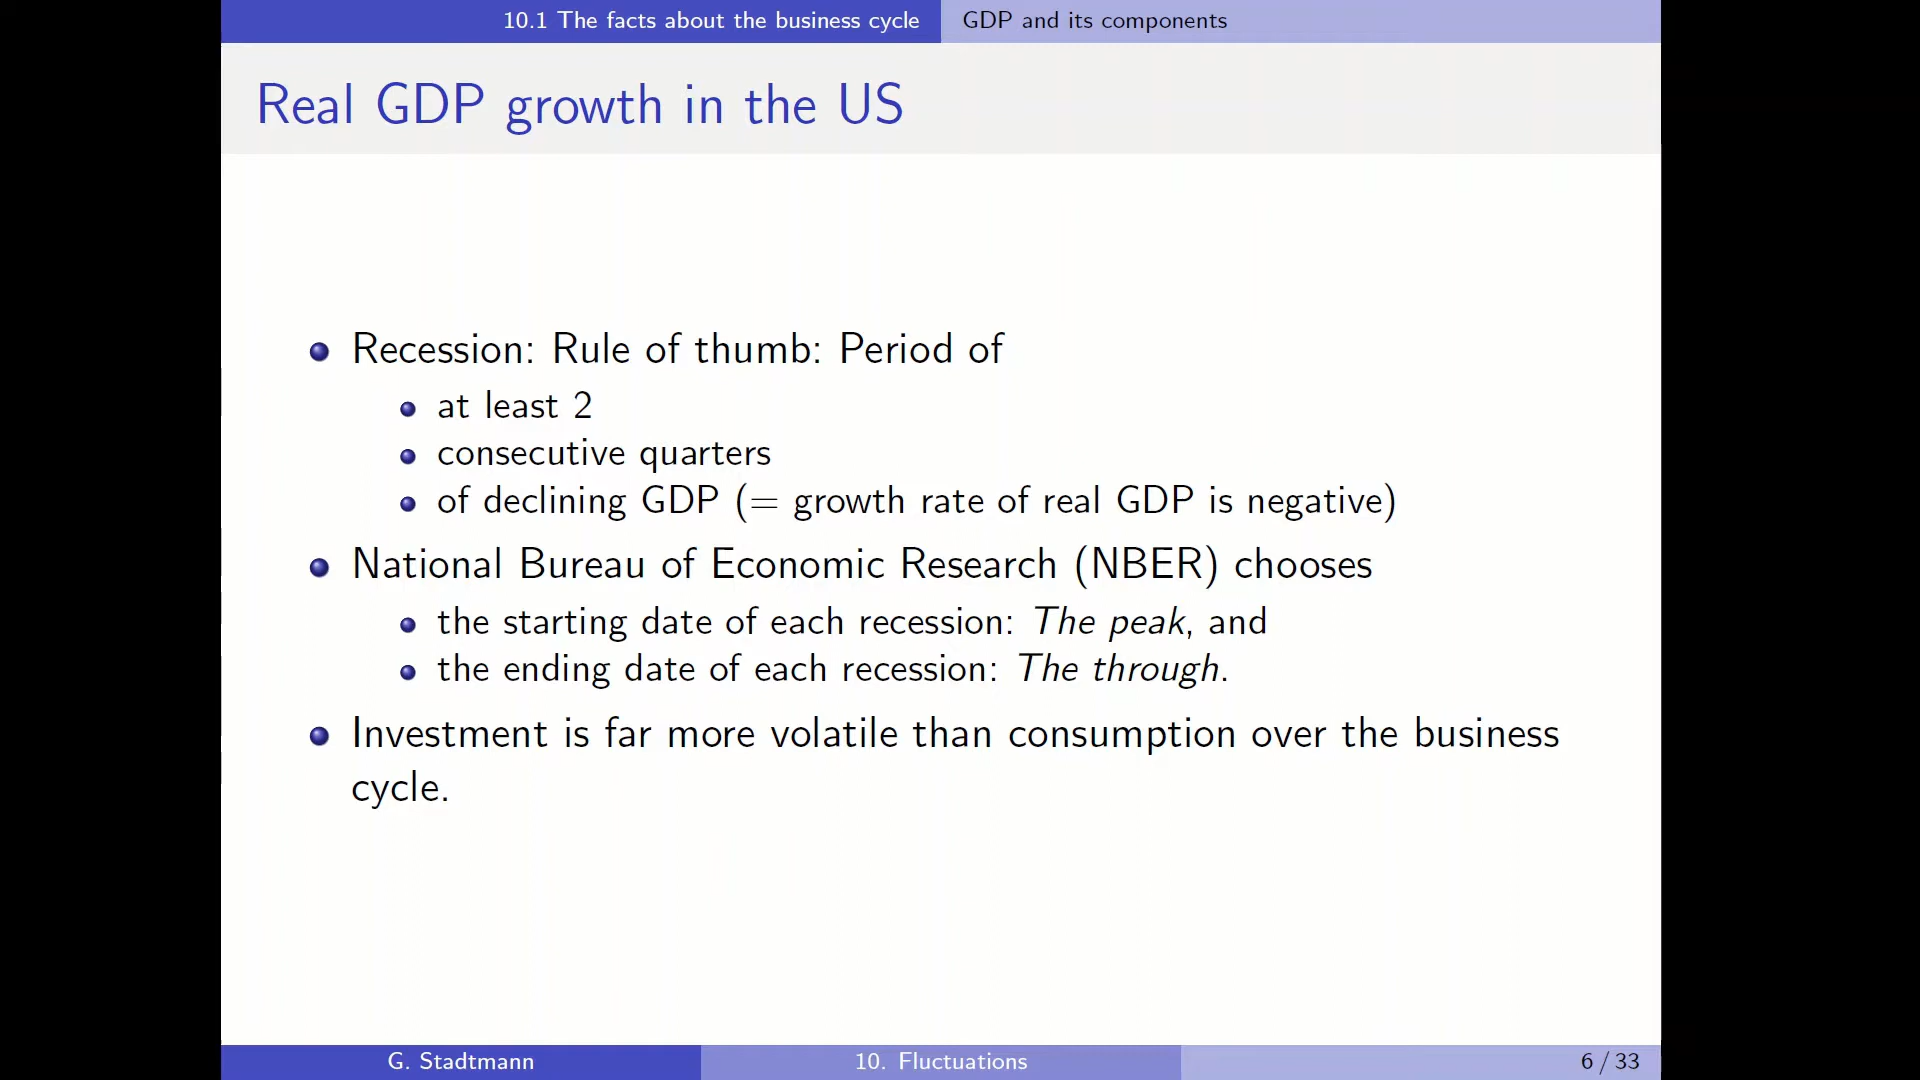 10.1 The facts about the business cycle GDP and its components
Real GDP growth in the US
Recession: Rule of thumb: Period of
at least 2
consecutive quarters
of declining GDP (= growth rate of real GDP is negative)
National Bureau of Economic Research (NBER) chooses
the starting date of each recession: The peak, and
the ending date of each recession: The through.
Investment is far more volatile than consumption over the business
cycle.
G. Stadtmann 10. Fluctuations 6 / 33